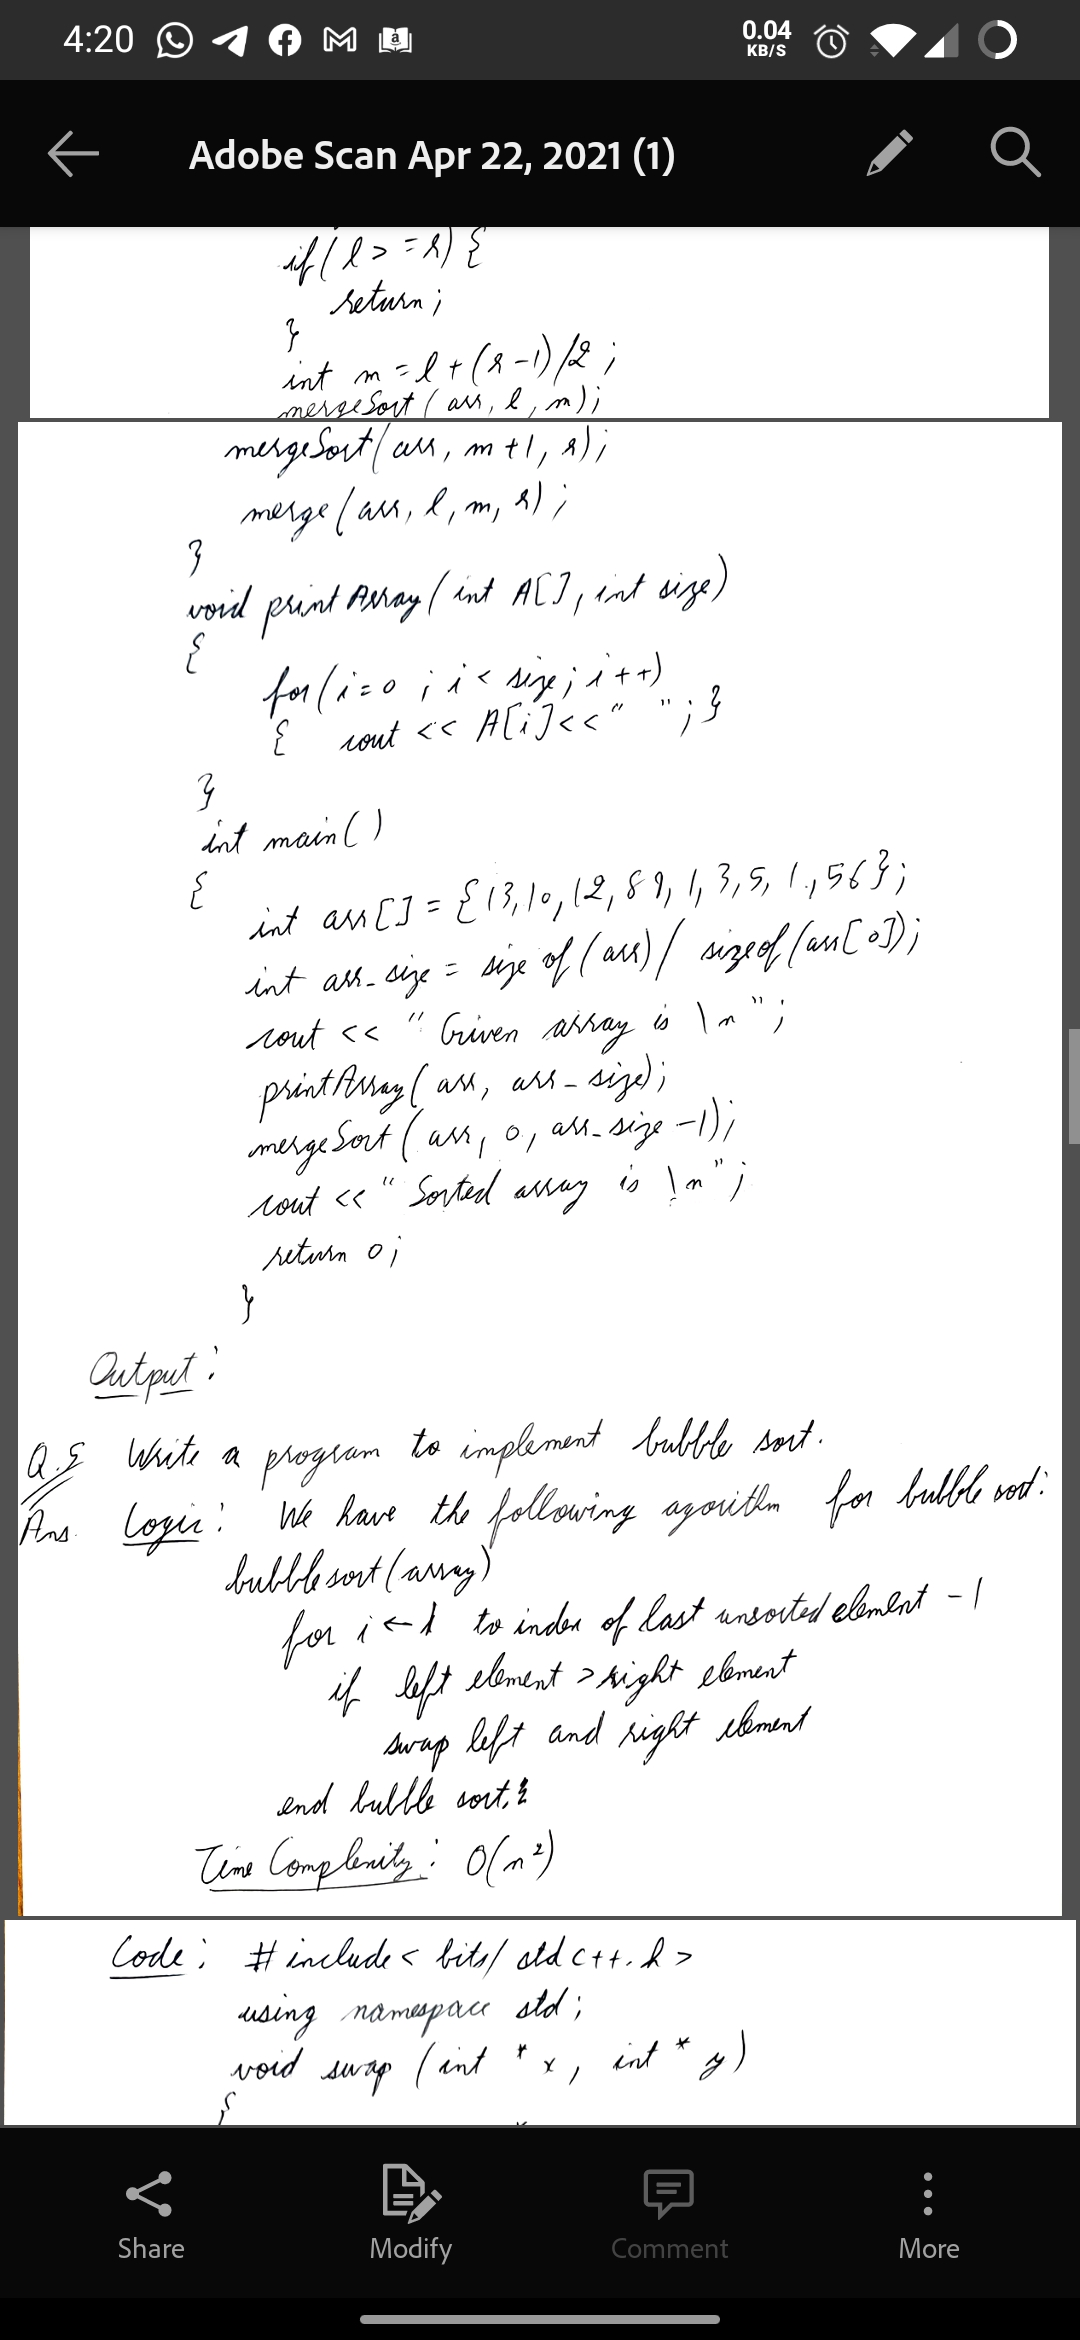 4:20
0.04
KB/S
Adobe Scan Apr 22, 2021 (1)
if(l>=r){
return;
}
int m=l+(r-1)/2;
mergeSort(arr, l, m);
mergeSort(arr, m+1, r);
merge(arr, l, m, r);
}
void printArray(int A[], int size)
{
for(i=0; i<size; i++)
{ cout << A[i]<<" ";}
}
int main()
{
int arr[] = {13,10,12,89,1,3,5,1,56};
int arr_size = size of (arr)/ sizeof(arr[0]);
cout << "Given array is \n";
printArray(arr, arr_size);
mergeSort(arr, 0, arr_size -1);
cout << "Sorted array is \n";
return 0;
}
Output:
Q.5 Write a program to implement bubble sort.
Ans. Logic: We have the following agorithm for bubble sort:
bubblesort(array)
for i ← 1 to index of last unsorted element -1
if left element > right element
swap left and right element
end bubble sort.
Time Complexity: O(n²)
Code: #include < bits/ stdc++.h >
using namespace std;
void swap (int * x, int * y)
{
Share
Modify
Comment
More